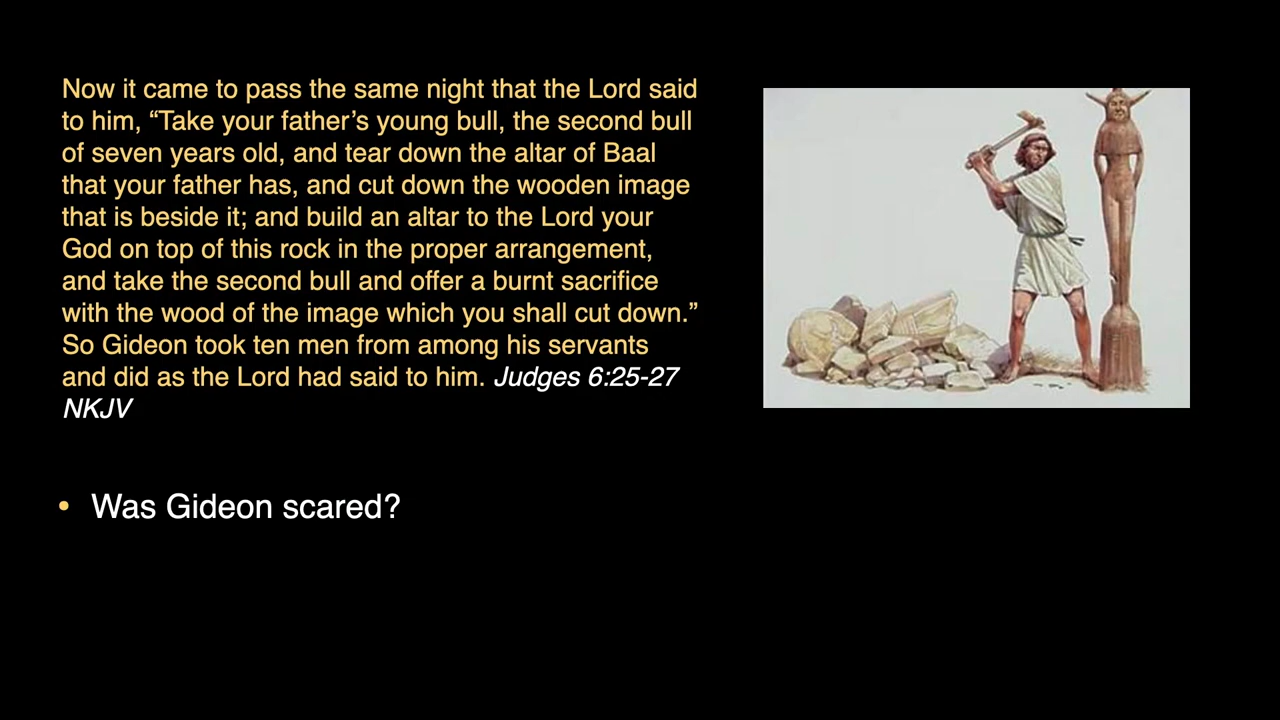 Now it came to pass the same night that the Lord said
to him, “Take your father’s young bull, the second bull
of seven years old, and tear down the altar of Baal
that your father has, and cut down the wooden image
that is beside it; and build an altar to the Lord your
God on top of this rock in the proper arrangement,
and take the second bull and offer a burnt sacrifice
with the wood of the image which you shall cut down.”
So Gideon took ten men from among his servants
and did as the Lord had said to him. Judges 6:25-27
NKJV
• Was Gideon scared?